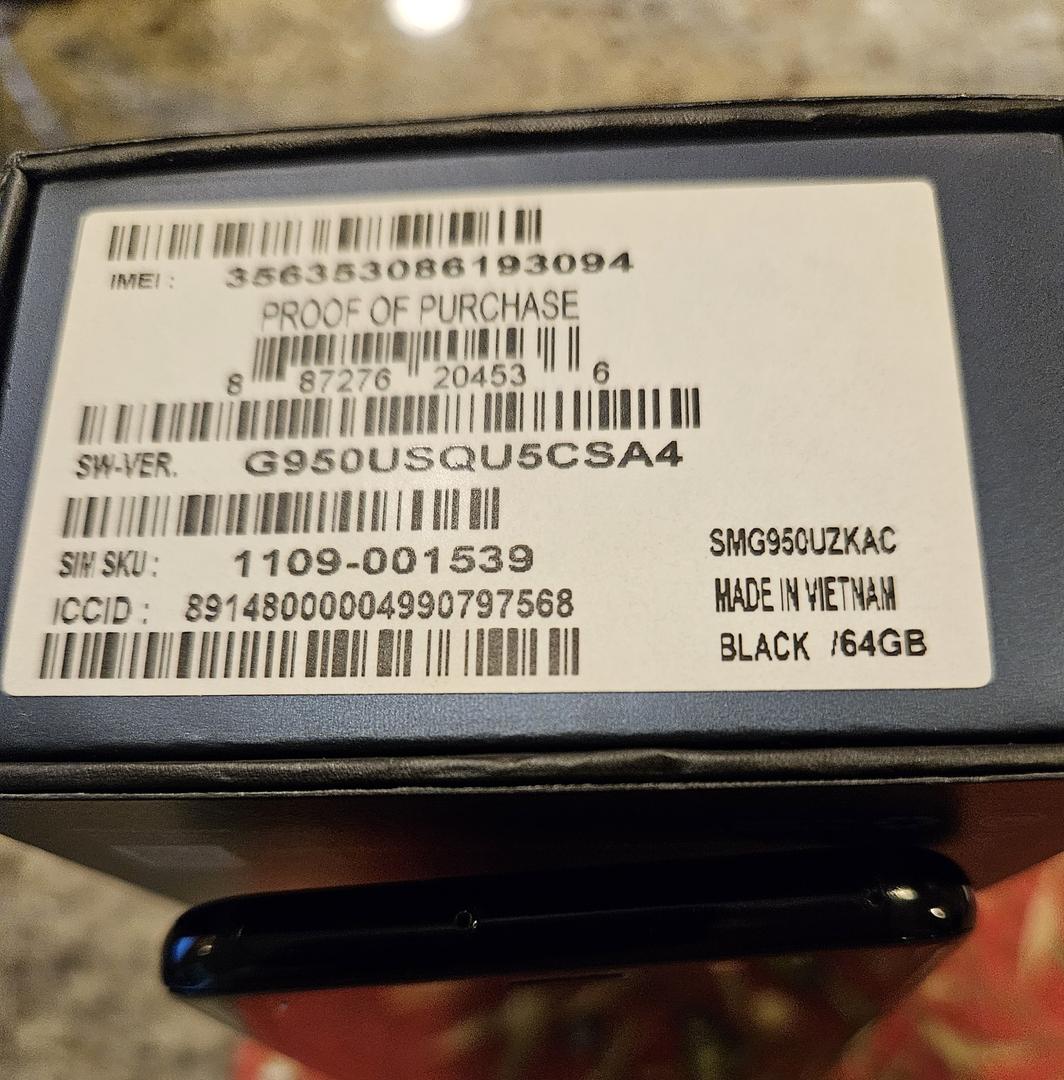 IMEI : 356353086193094
PROOF OF PURCHASE
8 87276 20453 6
SW-VER. G950USQU5CSA4
SIM SKU : 1109-001539
ICCID : 89148000004990797568
SMG950UZKAC
MADE IN VIETNAM
BLACK /64GB